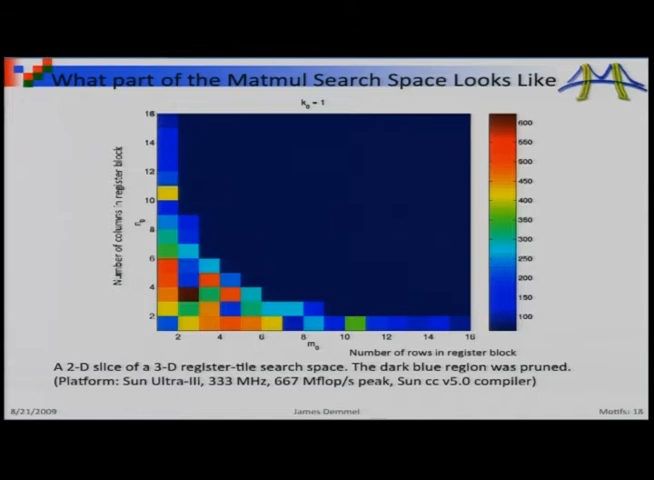 What part of the Matmul Search Space Looks Like
k₀ = 1
Number of columns in register block
n₀
16
14
12
10
8
6
4
2
2
4
6
8
10
12
14
16
m₀
600
550
500
450
400
350
300
250
200
150
100
Number of rows in register block
A 2-D slice of a 3-D register-tile search space. The dark blue region was pruned.
(Platform: Sun Ultra-IIi, 333 MHz, 667 Mflop/s peak, Sun cc v5.0 compiler)
8/21/2009
James Demmel
Motifs: 18